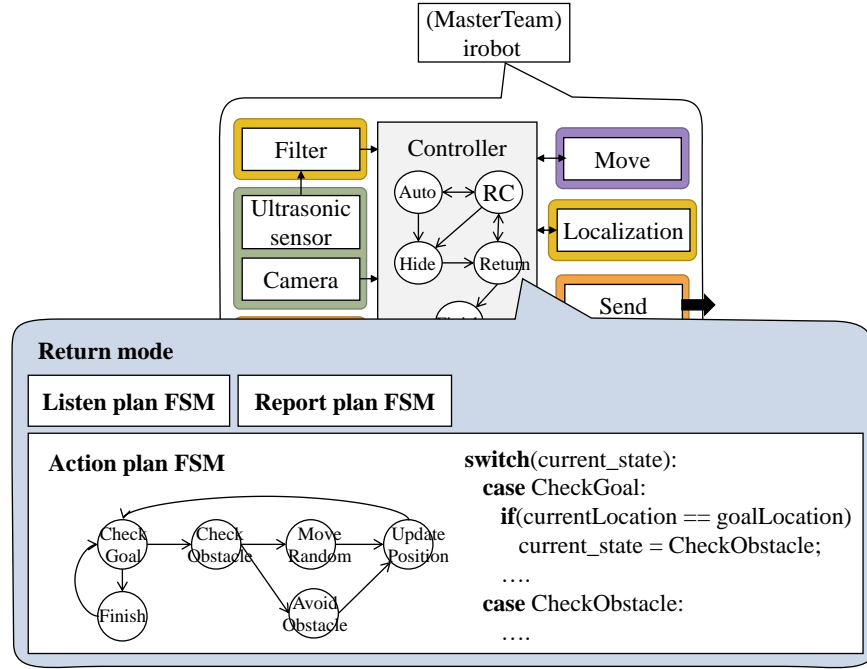 (MasterTeam)
irobot
Filter
Controller
Move
Auto
RC
Ultrasonic
sensor
Localization
Hide
Return
Camera
Send
Return mode
Listen plan FSM
Report plan FSM
Action plan FSM
Check
Goal
Check
Obstacle
Move
Random
Update
Position
Finish
Avoid
Obstacle
switch(current_state):
case CheckGoal:
if(currentLocation == goalLocation)
current_state = CheckObstacle;
….
case CheckObstacle:
….